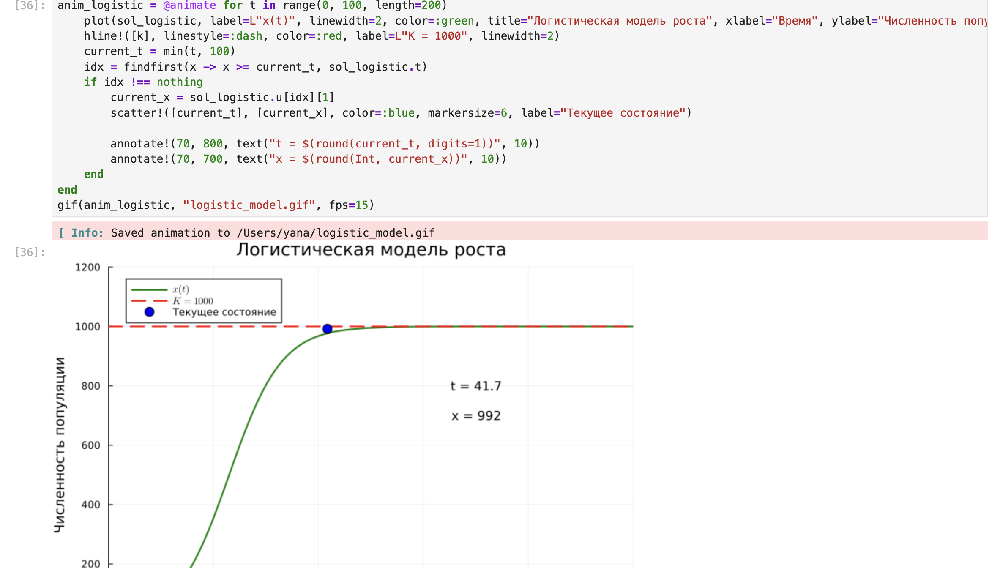 [36]: anim_logistic = @animate for t in range(0, 100, length=200)
plot(sol_logistic, label=L"x(t)", linewidth=2, color=:green, title="Логистическая модель роста", xlabel="Время", ylabel="Численность попу
hline!([k], linestyle=:dash, color=:red, label=L"K = 1000", linewidth=2)
current_t = min(t, 100)
idx = findfirst(x -> x >= current_t, sol_logistic.t)
if idx !== nothing
current_x = sol_logistic.u[idx][1]
scatter!([current_t], [current_x], color=:blue, markersize=6, label="Текущее состояние")
annotate!(70, 800, text("t = $(round(current_t, digits=1))", 10))
annotate!(70, 700, text("x = $(round(Int, current_x))", 10))
end
end
gif(anim_logistic, "logistic_model.gif", fps=15)
[ Info: Saved animation to /Users/yana/logistic_model.gif
[36]:
Логистическая модель роста
1200
x(t)
K = 1000
Текущее состояние
1000
800
t = 41.7
x = 992
Численность популяции
600
400
200